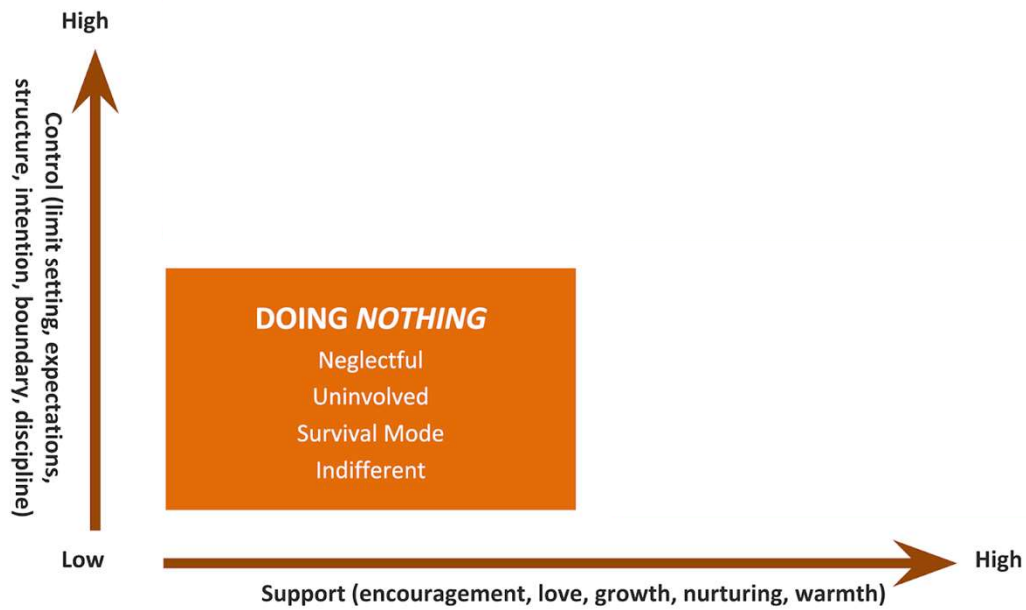 High
Control (limit setting, expectations,
structure, intention, boundary, discipline)
DOING NOTHING
Neglectful
Uninvolved
Survival Mode
Indifferent
Low
High
Support (encouragement, love, growth, nurturing, warmth)